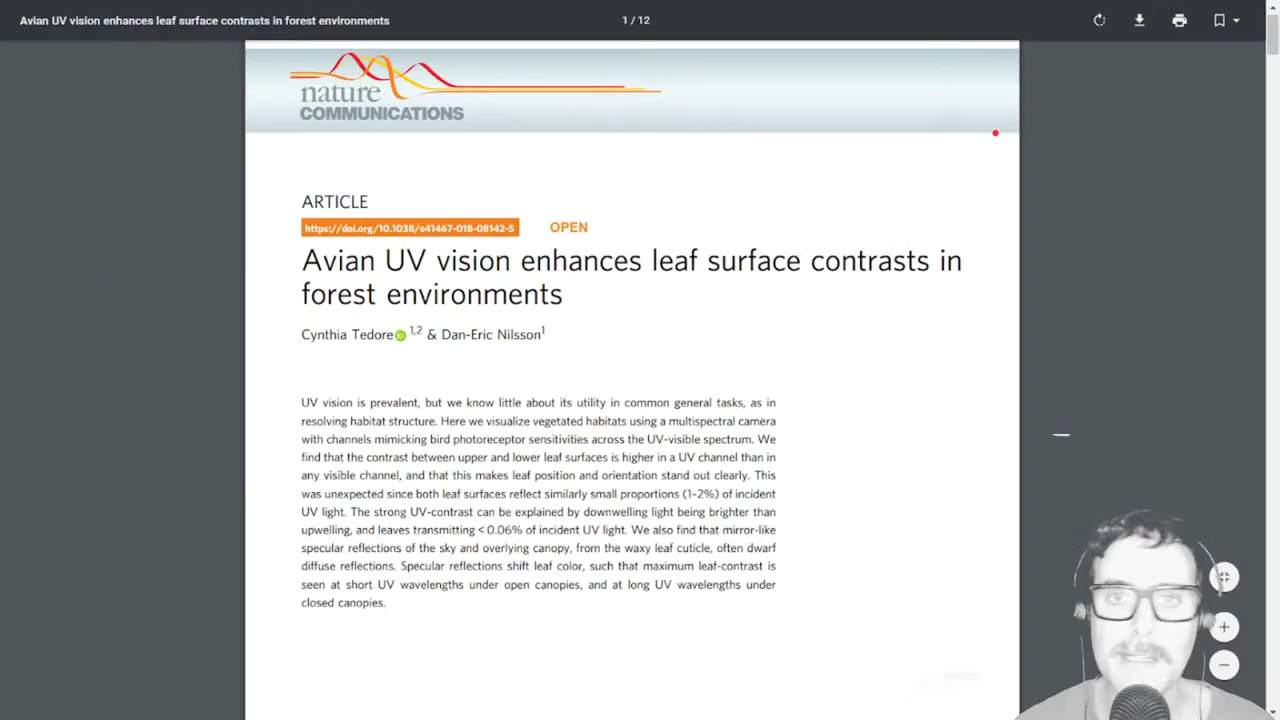 Avian UV vision enhances leaf surface contrasts in forest environments
1 / 12
nature
COMMUNICATIONS
ARTICLE
https://doi.org/10.1038/s41467-018-08142-5 OPEN
Avian UV vision enhances leaf surface contrasts in
forest environments
Cynthia Tedore 1,2 & Dan-Eric Nilsson1
UV vision is prevalent, but we know little about its utility in common general tasks, as in
resolving habitat structure. Here we visualize vegetated habitats using a multispectral camera
with channels mimicking bird photoreceptor sensitivities across the UV-visible spectrum. We
find that the contrast between upper and lower leaf surfaces is higher in a UV channel than in
any visible channel, and that this makes leaf position and orientation stand out clearly. This
was unexpected since both leaf surfaces reflect similarly small proportions (1–2%) of incident
UV light. The strong UV-contrast can be explained by downwelling light being brighter than
upwelling, and leaves transmitting < 0.06% of incident UV light. We also find that mirror-like
specular reflections of the sky and overlying canopy, from the waxy leaf cuticle, often dwarf
diffuse reflections. Specular reflections shift leaf color, such that maximum leaf-contrast is
seen at short UV wavelengths under open canopies, and at long UV wavelengths under
closed canopies.